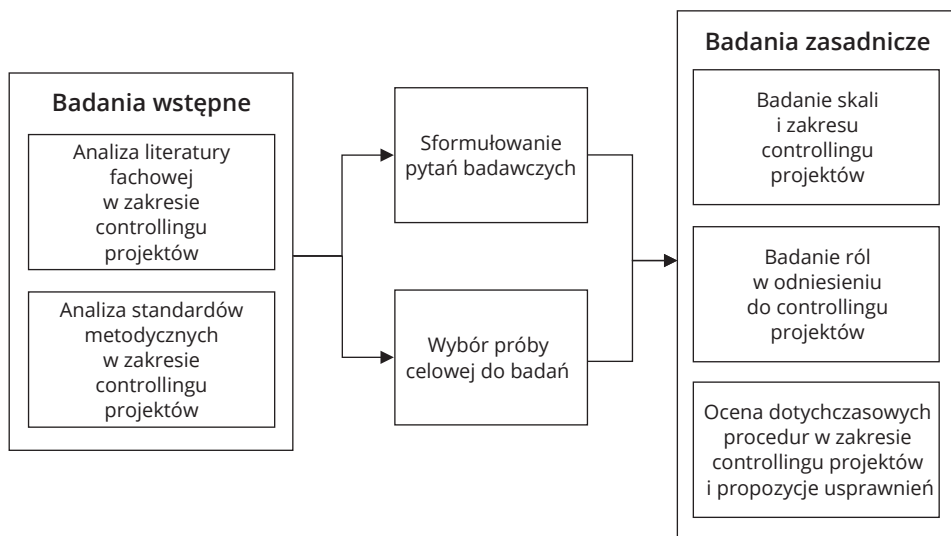 Badania wstępne
Analiza literatury
fachowej
w zakresie
controllingu
projektów
Analiza standardów
metodycznych
w zakresie
controllingu
projektów
Sformułowanie
pytań badawczych
Wybór próby
celowej do badań
Badania zasadnicze
Badanie skali
i zakresu
controllingu
projektów
Badanie ról
w odniesieniu
do controllingu
projektów
Ocena dotychczasowych
procedur w zakresie
controllingu projektów
i propozycje usprawnień